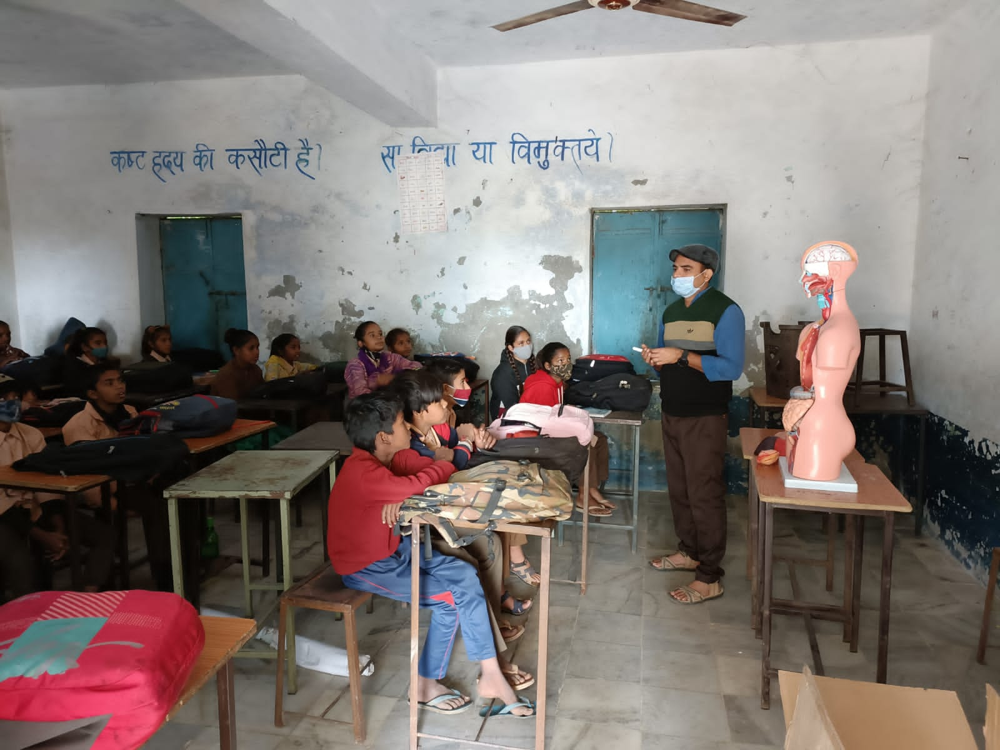 कष्ट हृदय की कसौटी है।
सा विद्या या विमुक्तये।